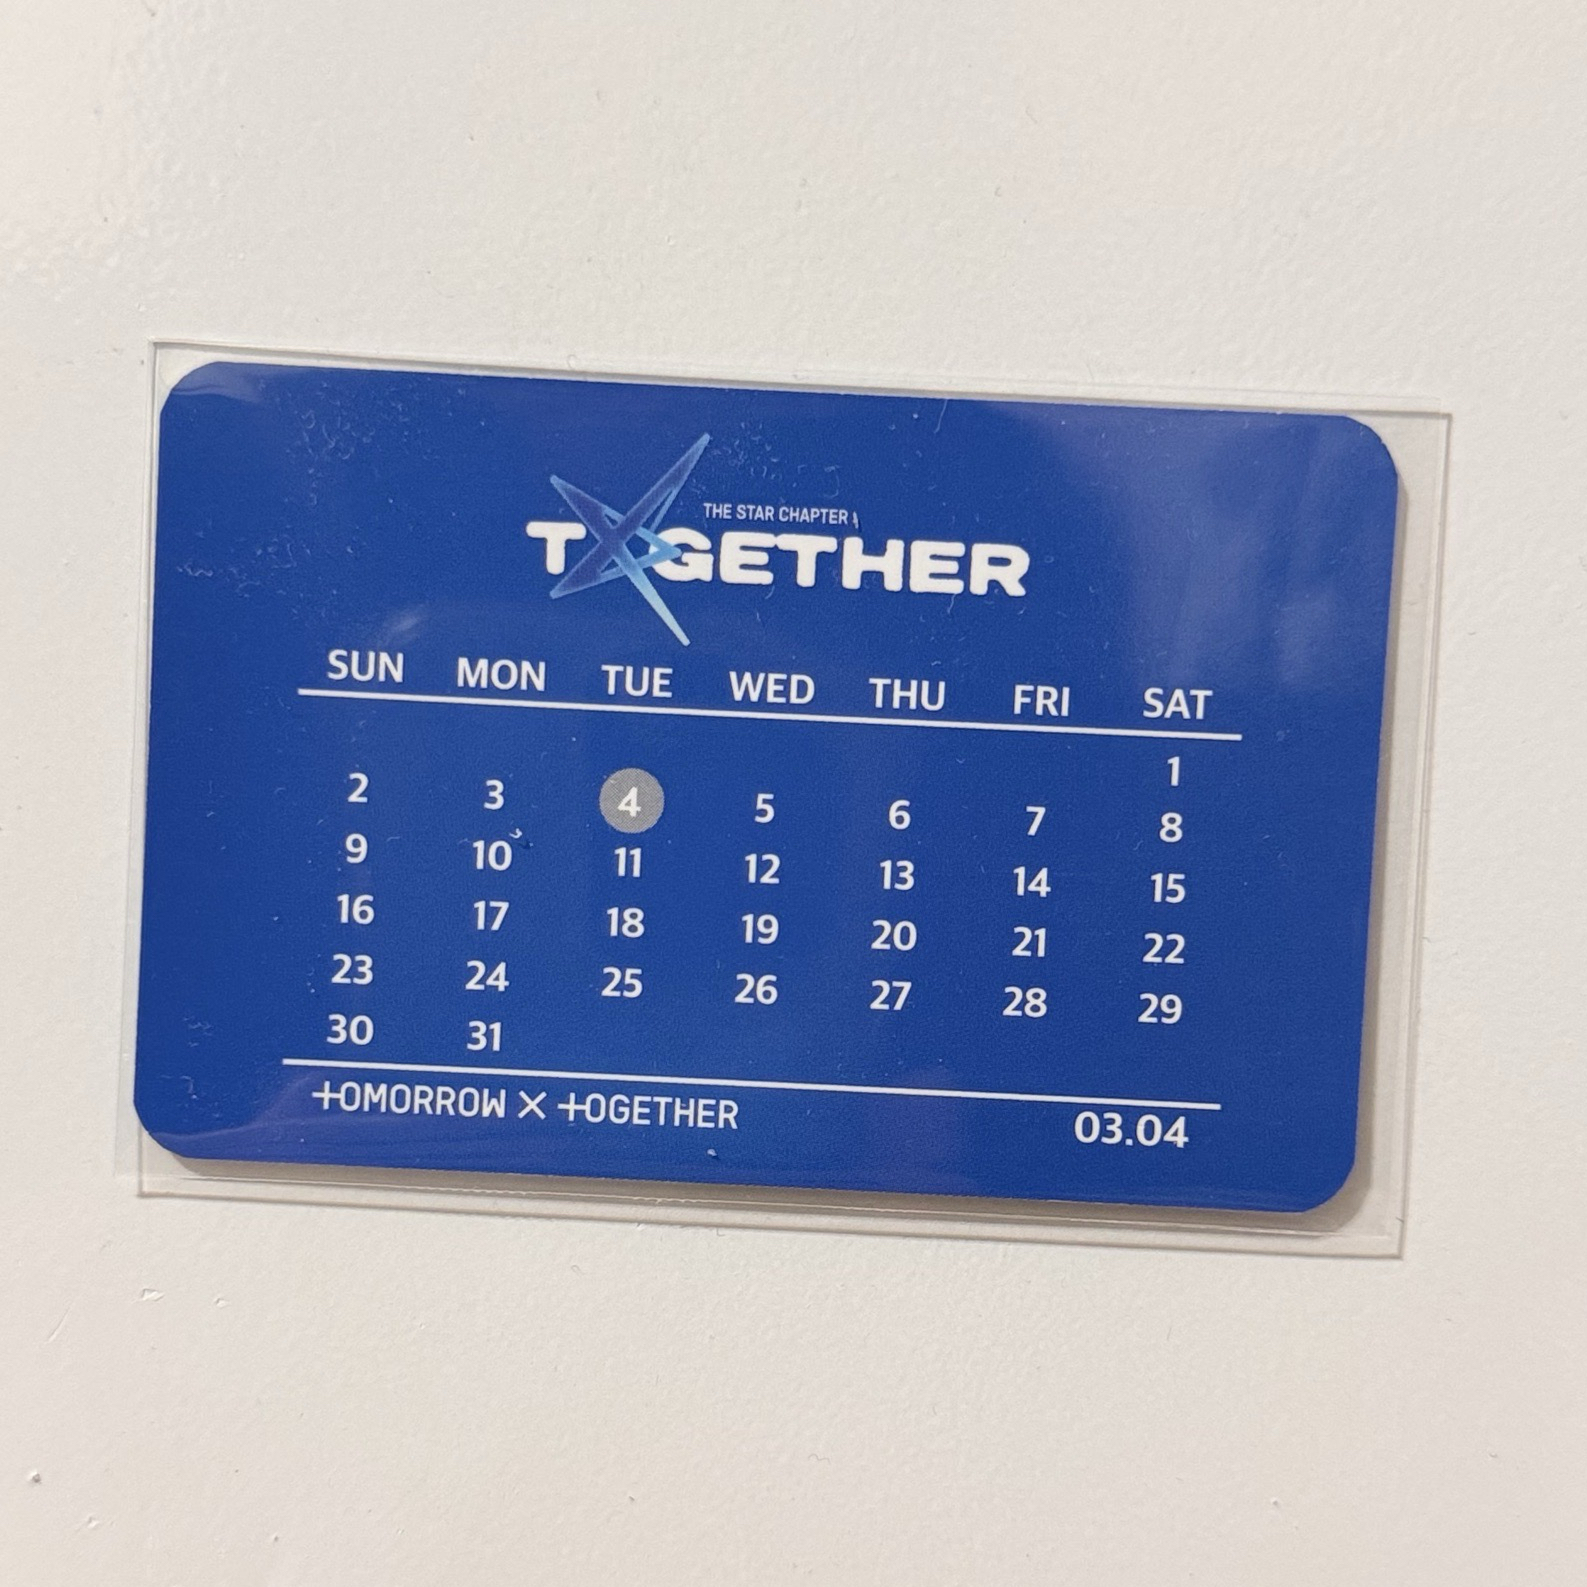 THE STAR CHAPTER
TOGETHER
SUN MON TUE WED THU FRI SAT
1
2 3 4 5 6 7 8
9 10 11 12 13 14 15
16 17 18 19 20 21 22
23 24 25 26 27 28 29
30 31
TOMORROW X TOGETHER 03.04